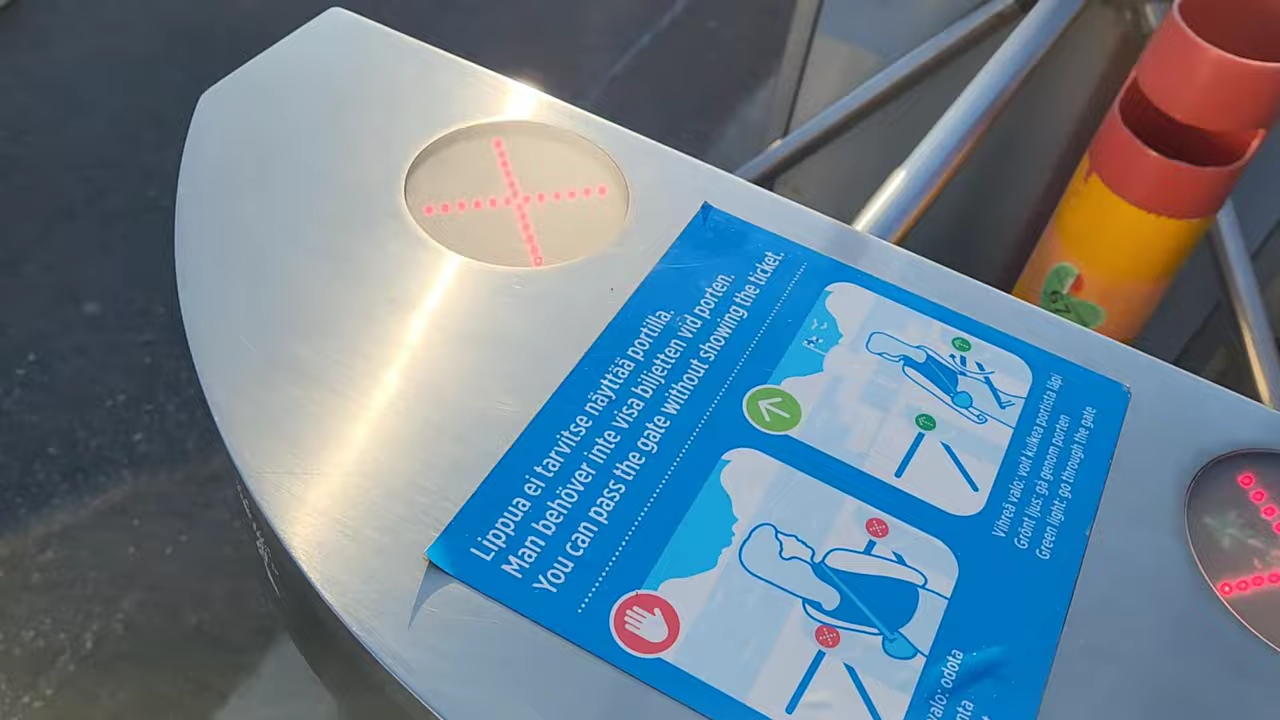 Lippua ei tarvitse näyttää portilla.
Man behöver inte visa biljetten vid porten.
You can pass the gate without showing the ticket.
Vihreä valo: voit kulkea portista läpi
Grönt ljus: gå genom porten
Green light: go through the gate
valo: odota